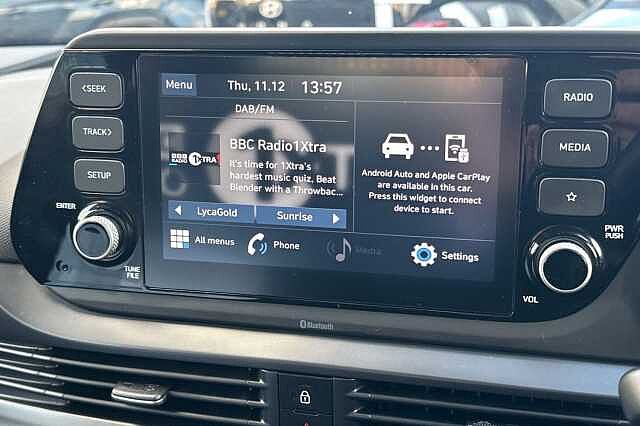 Menu Thu, 11.12 13:57
DAB/FM
BBC
RADIO 1XTRA
BBC Radio1Xtra
It's time for 1Xtra's
hardest music quiz, Beat
Blender with a Throwbac...
LycaGold
Sunrise
Android Auto and Apple CarPlay
are available in this car.
Press this widget to connect
device to start.
All menus
Phone
Media
Settings
<SEEK
TRACK>
SETUP
ENTER
TUNE
FILE
RADIO
MEDIA
PWR
PUSH
VOL
Bluetooth